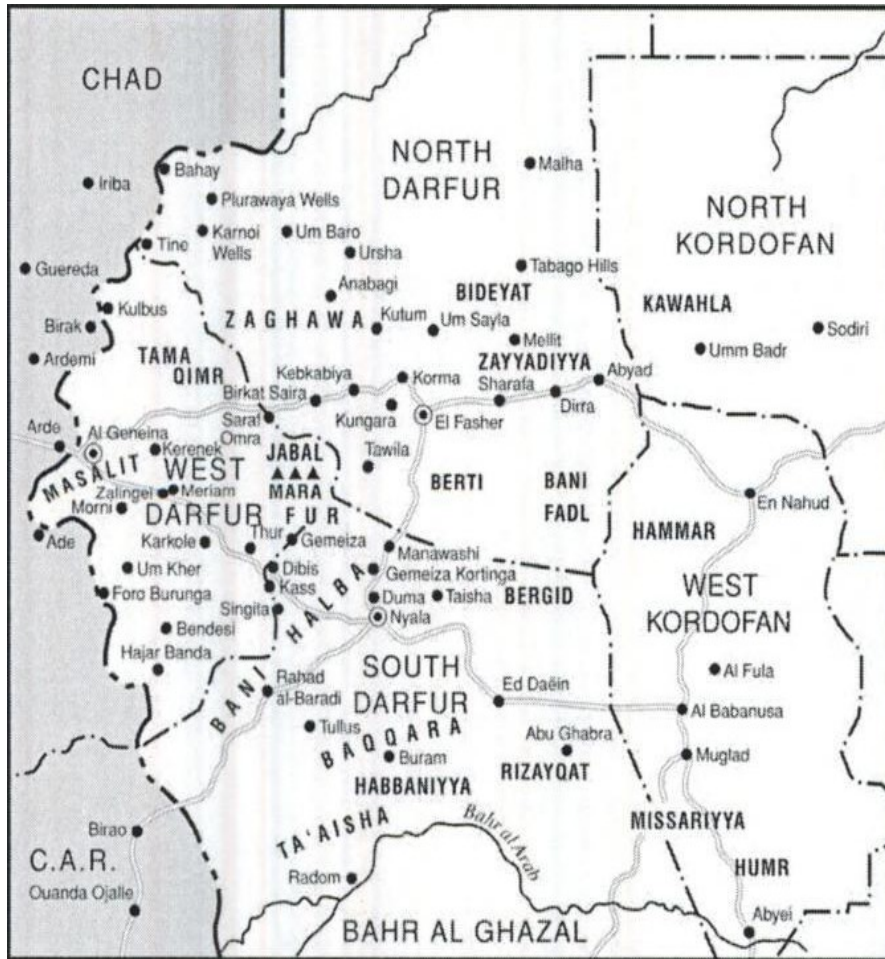 CHAD
NORTH
DARFUR
Malha
Bahay
Iriba
Plurawaya Wells
NORTH
KORDOFAN
Karnoi
Wells
Um Baro
Tine
Ursha
Guereda
Tabago Hills
Anabagi
BIDEYAT
KAWAHLA
Kulbus
ZAGHAWA
Kutum
Um Sayla
Sodiri
Birak
Mellit
Umm Badr
TAMA
QIMR
ZAYYADIYYA
Ardemi
Kebkabiya
Korma
Abyad
Birkat Saira
Sharafa
Dirra
Kungara
El Fasher
Saraf
Omra
Arde
Al Geneina
Kerenek
JABAL
MARA
Tawila
MASALIT
WEST
DARFUR
BERTI
BANI
FADL
Zalingel
Meriam
En Nahud
Morni
FUR
HAMMAR
Ade
Karkole
Thur
Gemeiza
Manawashi
Um Kher
Dibis
Gemeiza Kortinga
Kass
Foro Burunga
Duma
Taisha
BERGID
WEST
KORDOFAN
Singita
Nyala
BANI HALBA
Bendesi
Hajar Banda
SOUTH
DARFUR
Al Fula
Rahad
al-Baradi
Ed Daëin
Al Babanusa
Tullus
BAQQARA
Abu Ghabra
Buram
Muglad
HABBANIYYA
RIZAYQAT
TA'AISHA
Bahr al Arab
MISSARIYYA
Birao
C.A.R.
HUMR
Radom
Ouanda Ojalle
Abyei
BAHR AL GHAZAL